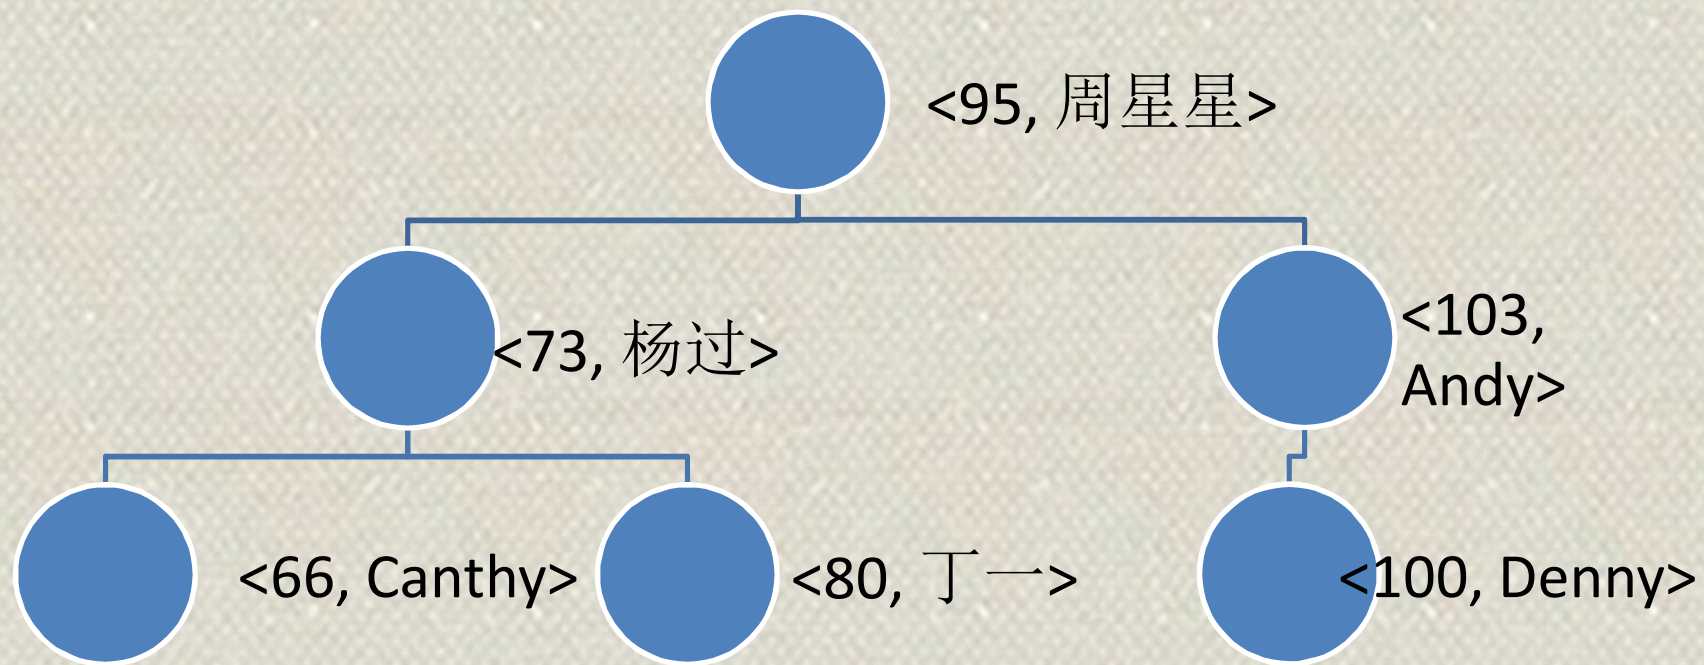 <95, 周星星>
<73, 杨过>
<103,
Andy>
<66, Canthy>
<80, 丁一>
<100, Denny>